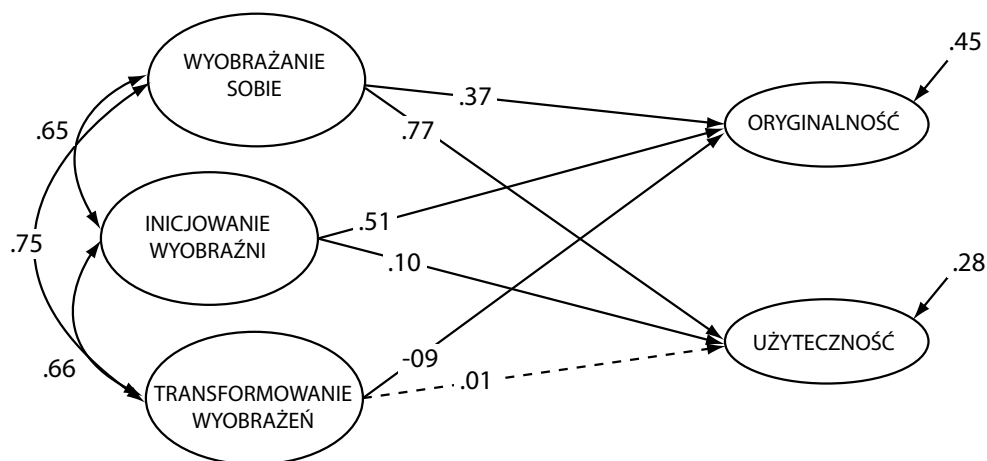 WYOBRAŻANIE
SOBIE
.45
.37
ORYGINALNOŚĆ
.65
.77
INICJOWANIE
WYOBRAŹNI
.51
.75
.10
.28
UŻYTECZNOŚĆ
-09
.66
.01
TRANSFORMOWANIE
WYOBRAŻEŃ